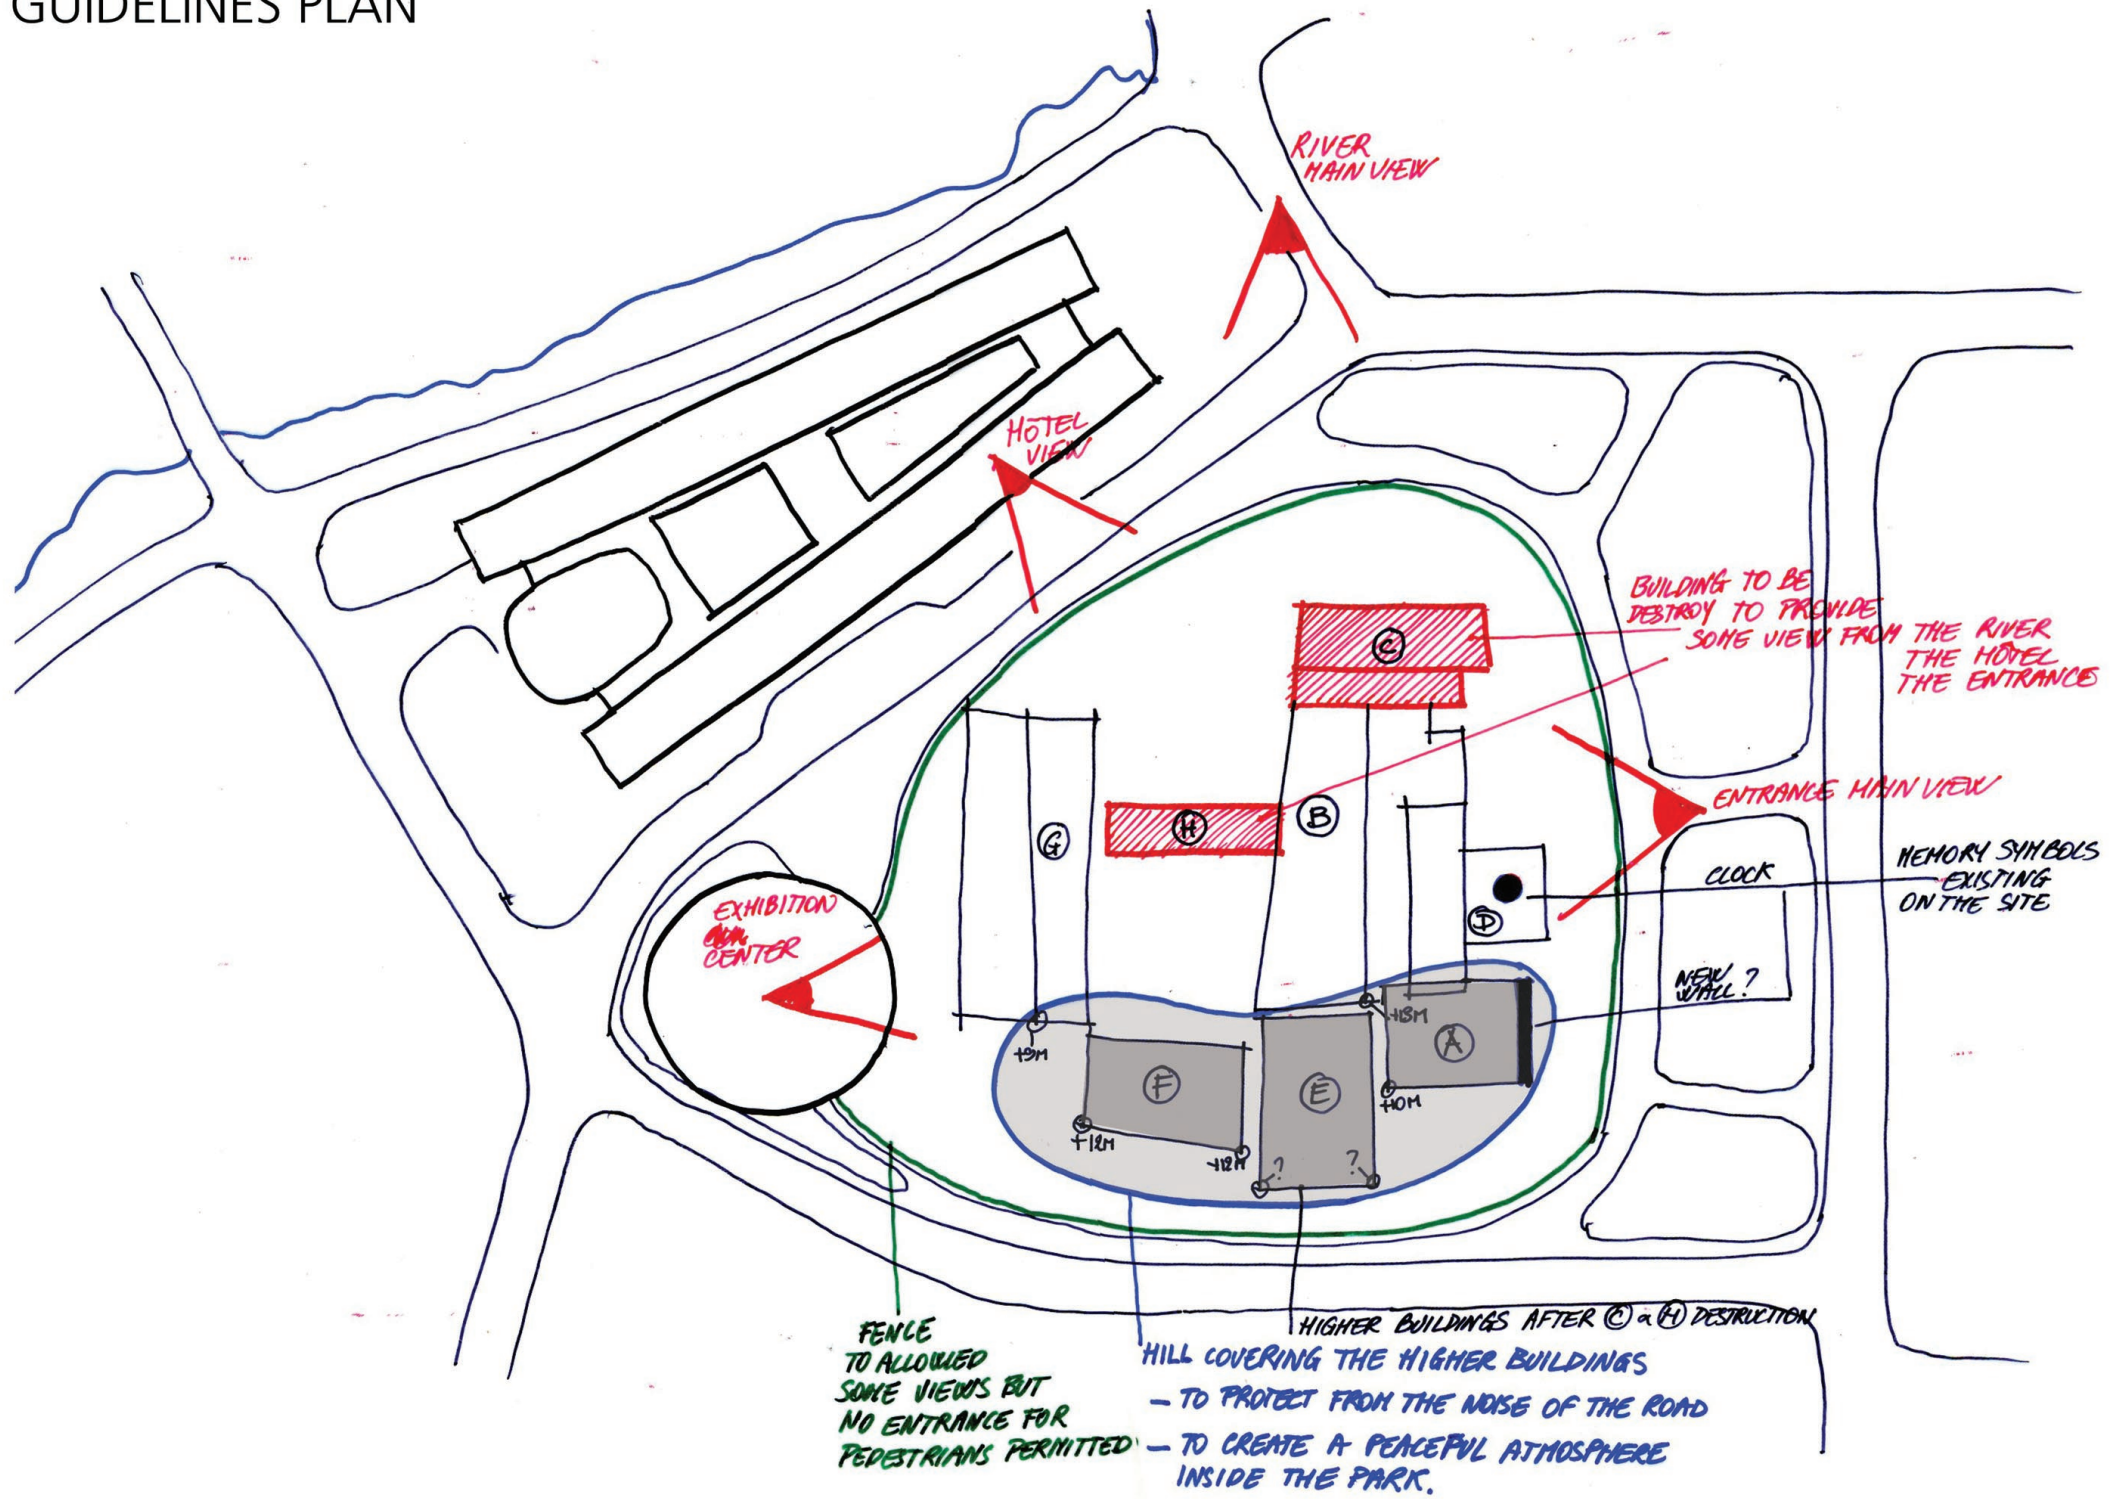 GUIDELINES PLAN
RIVER
MAIN VIEW
HOTEL
VIEW
BUILDING TO BE
DESTROY TO PROVIDE
SOME VIEW FROM THE RIVER
THE HOTEL
THE ENTRANCE
C
H
B
G
ENTRANCE MAIN VIEW
CLOCK
MEMORY SYMBOLS
EXISTING
ON THE SITE
D
EXHIBITION
CENTER
NEW
WALL ?
+13M
A
+9M
F
E
+10M
+12M
+12M
?
?
HIGHER BUILDINGS AFTER C a H DESTRUCTION
FENCE
TO ALLOWED
SOME VIEWS BUT
NO ENTRANCE FOR
PEDESTRIANS PERMITTED
HILL COVERING THE HIGHER BUILDINGS
– TO PROTECT FROM THE NOISE OF THE ROAD
– TO CREATE A PEACEFUL ATMOSPHERE
INSIDE THE PARK.